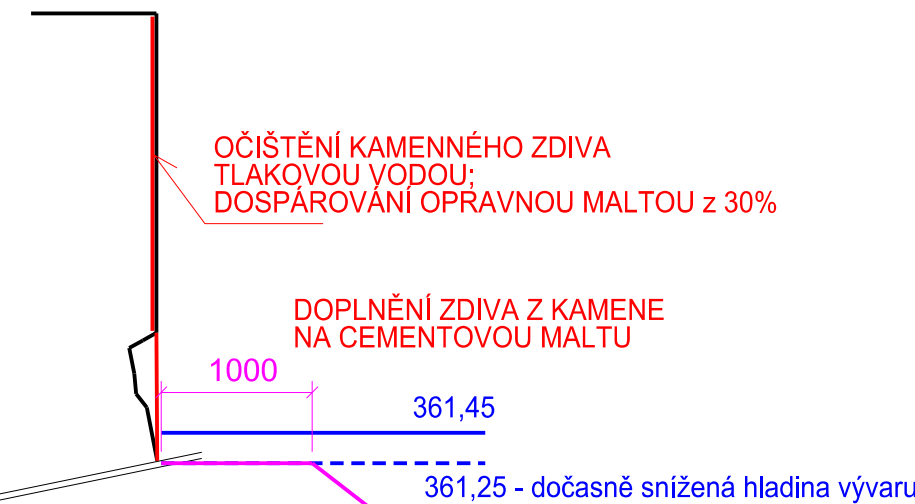 OČIŠTĚNÍ KAMENNÉHO ZDIVA
TLAKOVOU VODOU;
DOSPÁROVÁNÍ OPRAVNOU MALTOU z 30%
DOPLNĚNÍ ZDIVA Z KAMENE
NA CEMENTOVOU MALTU
1000
361,45
361,25 - dočasně snížená hladina vývaru